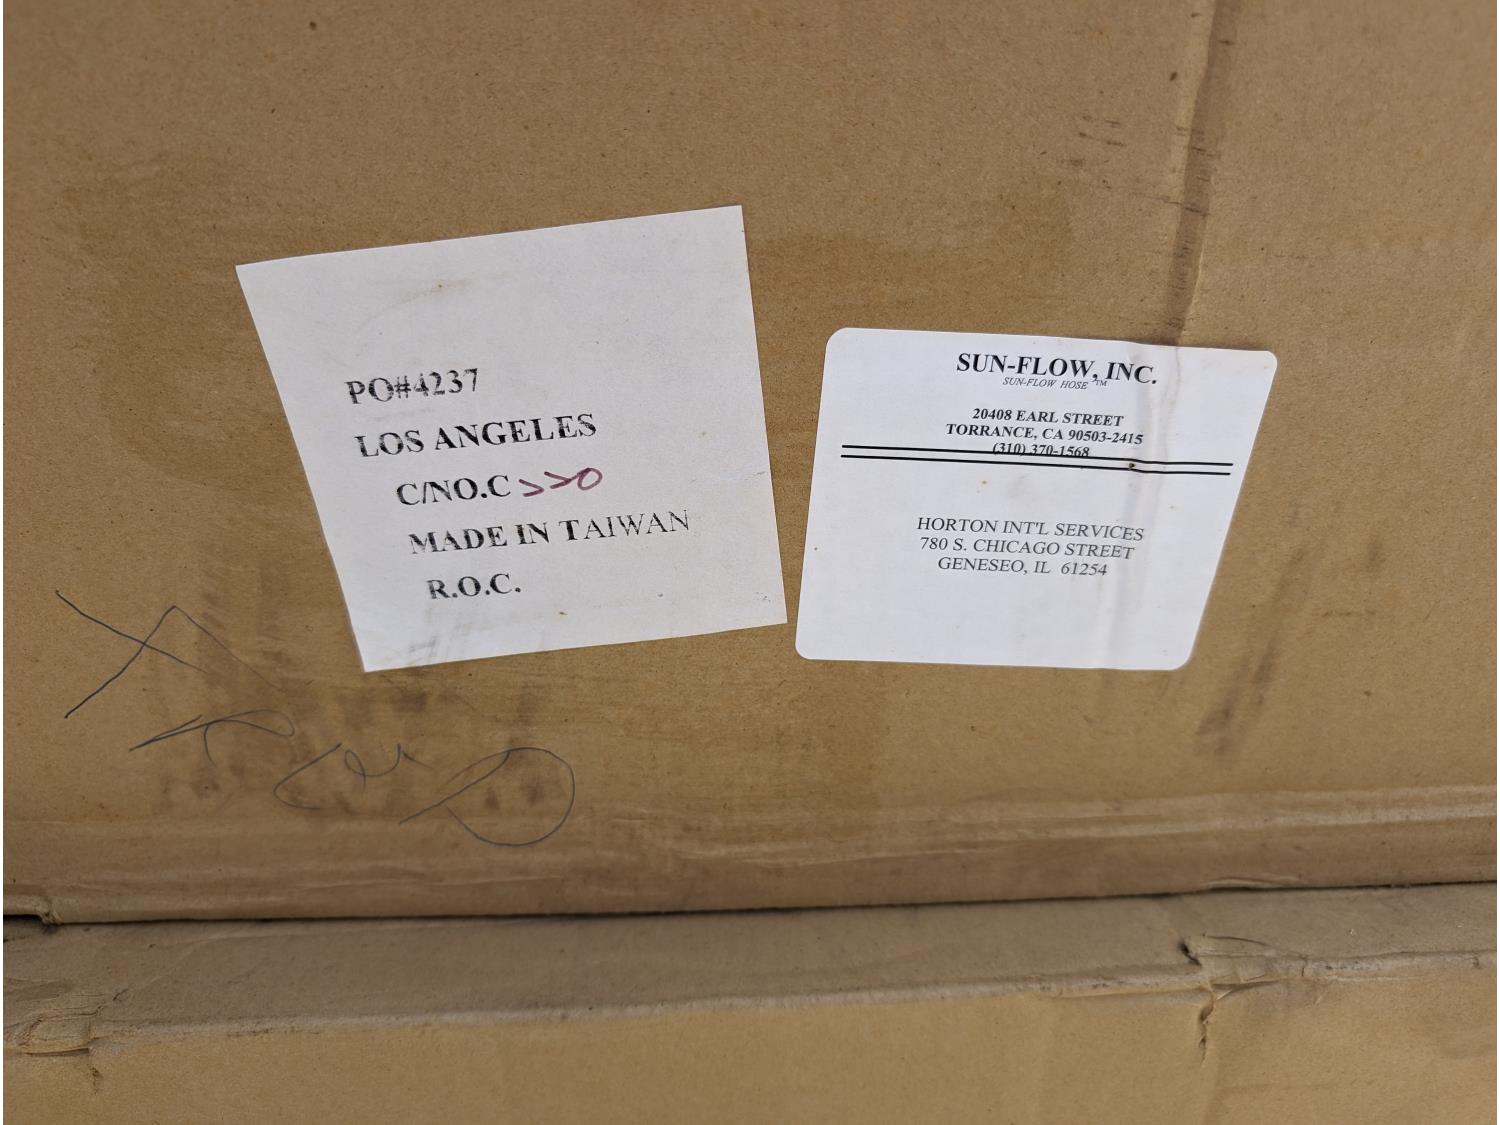 PO#4237
LOS ANGELES
C/NO.C 220
MADE IN TAIWAN
R.O.C.
SUN-FLOW, INC.
SUN-FLOW HOSE ™
20408 EARL STREET
TORRANCE, CA 90503-2415
(310) 370-1568
HORTON INT'L SERVICES
780 S. CHICAGO STREET
GENESEO, IL 61254